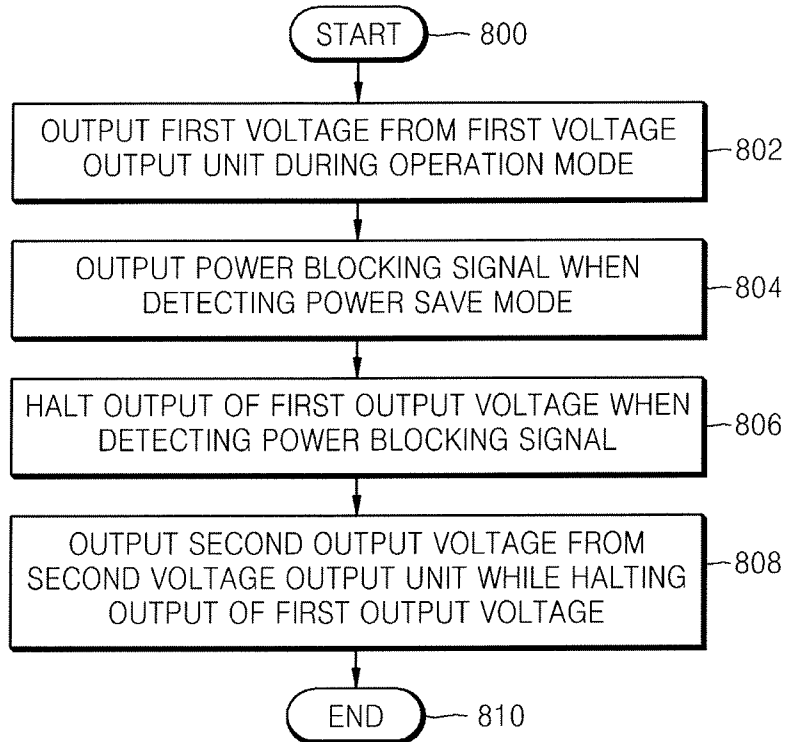 START
800
OUTPUT FIRST VOLTAGE FROM FIRST VOLTAGE
OUTPUT UNIT DURING OPERATION MODE
802
OUTPUT POWER BLOCKING SIGNAL WHEN
DETECTING POWER SAVE MODE
804
HALT OUTPUT OF FIRST OUTPUT VOLTAGE WHEN
DETECTING POWER BLOCKING SIGNAL
806
OUTPUT SECOND OUTPUT VOLTAGE FROM
SECOND VOLTAGE OUTPUT UNIT WHILE HALTING
OUTPUT OF FIRST OUTPUT VOLTAGE
808
END
810